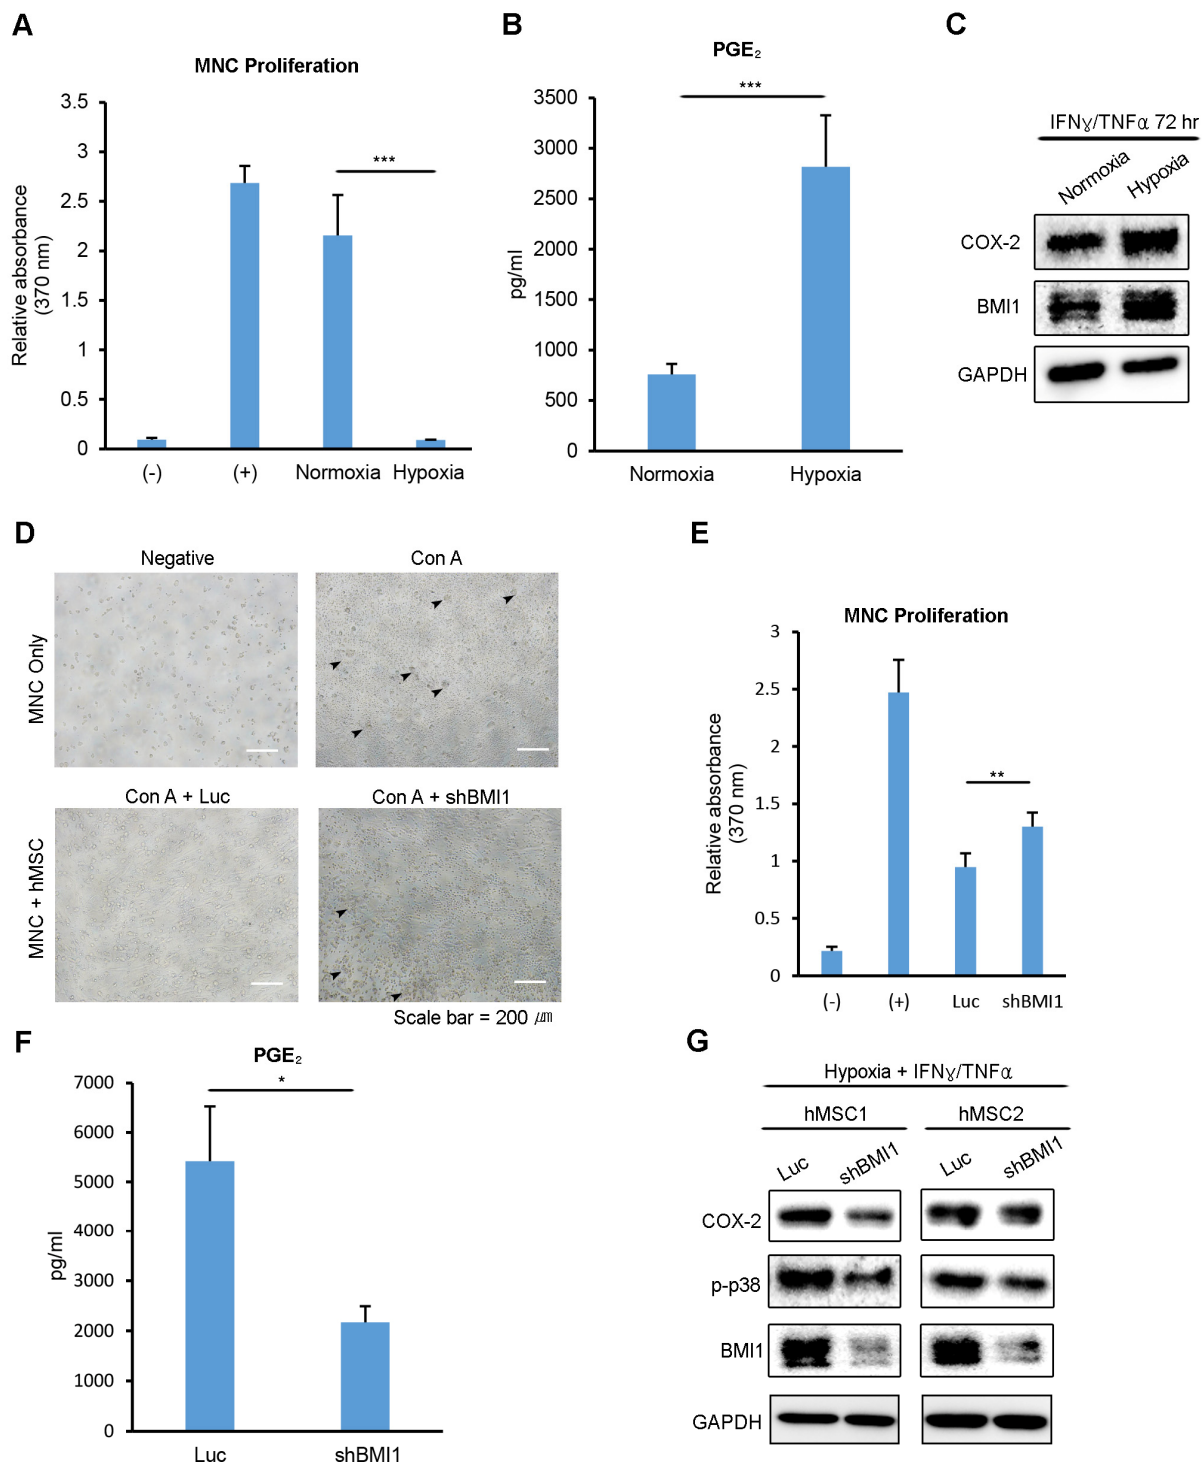 A
MNC Proliferation
Relative absorbance
(370 nm)
3.5
3
2.5
2
1.5
1
0.5
0
***
(-)
(+)
Normoxia
Hypoxia
B
PGE₂
***
pg/ml
3500
3000
2500
2000
1500
1000
500
0
Normoxia
Hypoxia
C
IFNɣ/TNFα 72 hr
Normoxia
Hypoxia
COX-2
BMI1
GAPDH
D
Negative
Con A
MNC Only
Con A + Luc
Con A + shBMI1
MNC + hMSC
Scale bar = 200 ㎛
E
MNC Proliferation
Relative absorbance
(370 nm)
3
2.5
2
1.5
1
0.5
0
**
(-)
(+)
Luc
shBMI1
F
PGE₂
*
pg/ml
7000
6000
5000
4000
3000
2000
1000
0
Luc
shBMI1
G
Hypoxia + IFNɣ/TNFα
hMSC1
hMSC2
Luc
shBMI1
Luc
shBMI1
COX-2
p-p38
BMI1
GAPDH